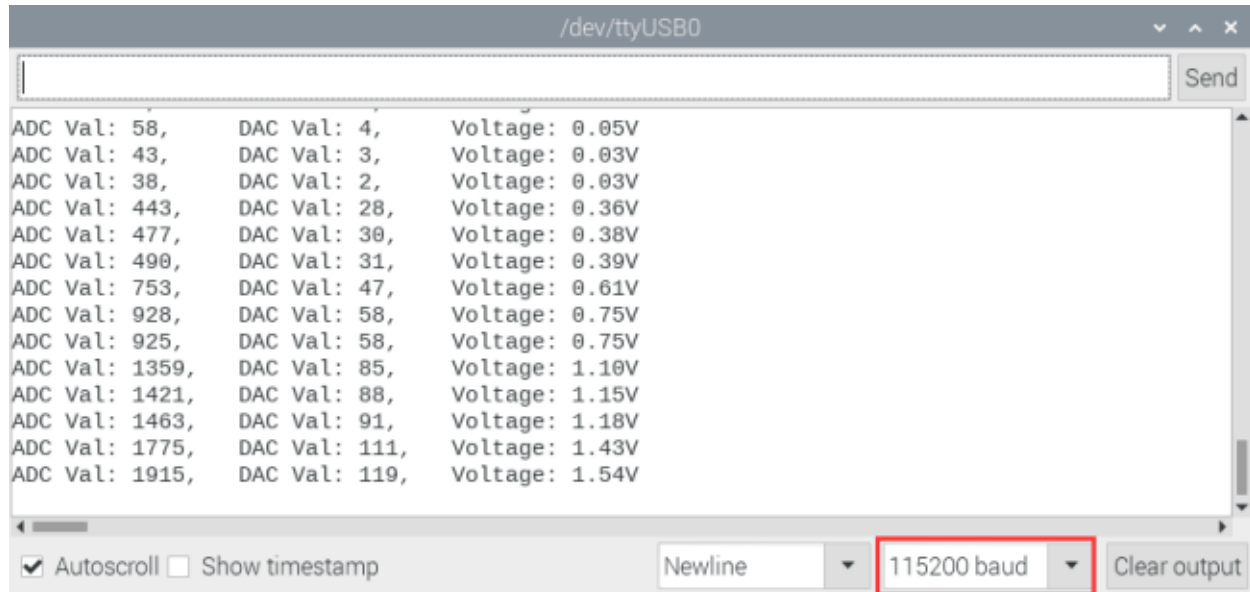 /dev/ttyUSB0
Send
ADC Val: 58, DAC Val: 4, Voltage: 0.05V
ADC Val: 43, DAC Val: 3, Voltage: 0.03V
ADC Val: 38, DAC Val: 2, Voltage: 0.03V
ADC Val: 443, DAC Val: 28, Voltage: 0.36V
ADC Val: 477, DAC Val: 30, Voltage: 0.38V
ADC Val: 490, DAC Val: 31, Voltage: 0.39V
ADC Val: 753, DAC Val: 47, Voltage: 0.61V
ADC Val: 928, DAC Val: 58, Voltage: 0.75V
ADC Val: 925, DAC Val: 58, Voltage: 0.75V
ADC Val: 1359, DAC Val: 85, Voltage: 1.10V
ADC Val: 1421, DAC Val: 88, Voltage: 1.15V
ADC Val: 1463, DAC Val: 91, Voltage: 1.18V
ADC Val: 1775, DAC Val: 111, Voltage: 1.43V
ADC Val: 1915, DAC Val: 119, Voltage: 1.54V
Autoscroll Show timestamp Newline 115200 baud Clear output